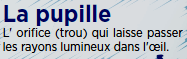 La pupille
L' orifice (trou) qui laisse passer
les rayons lumineux dans l'œil.